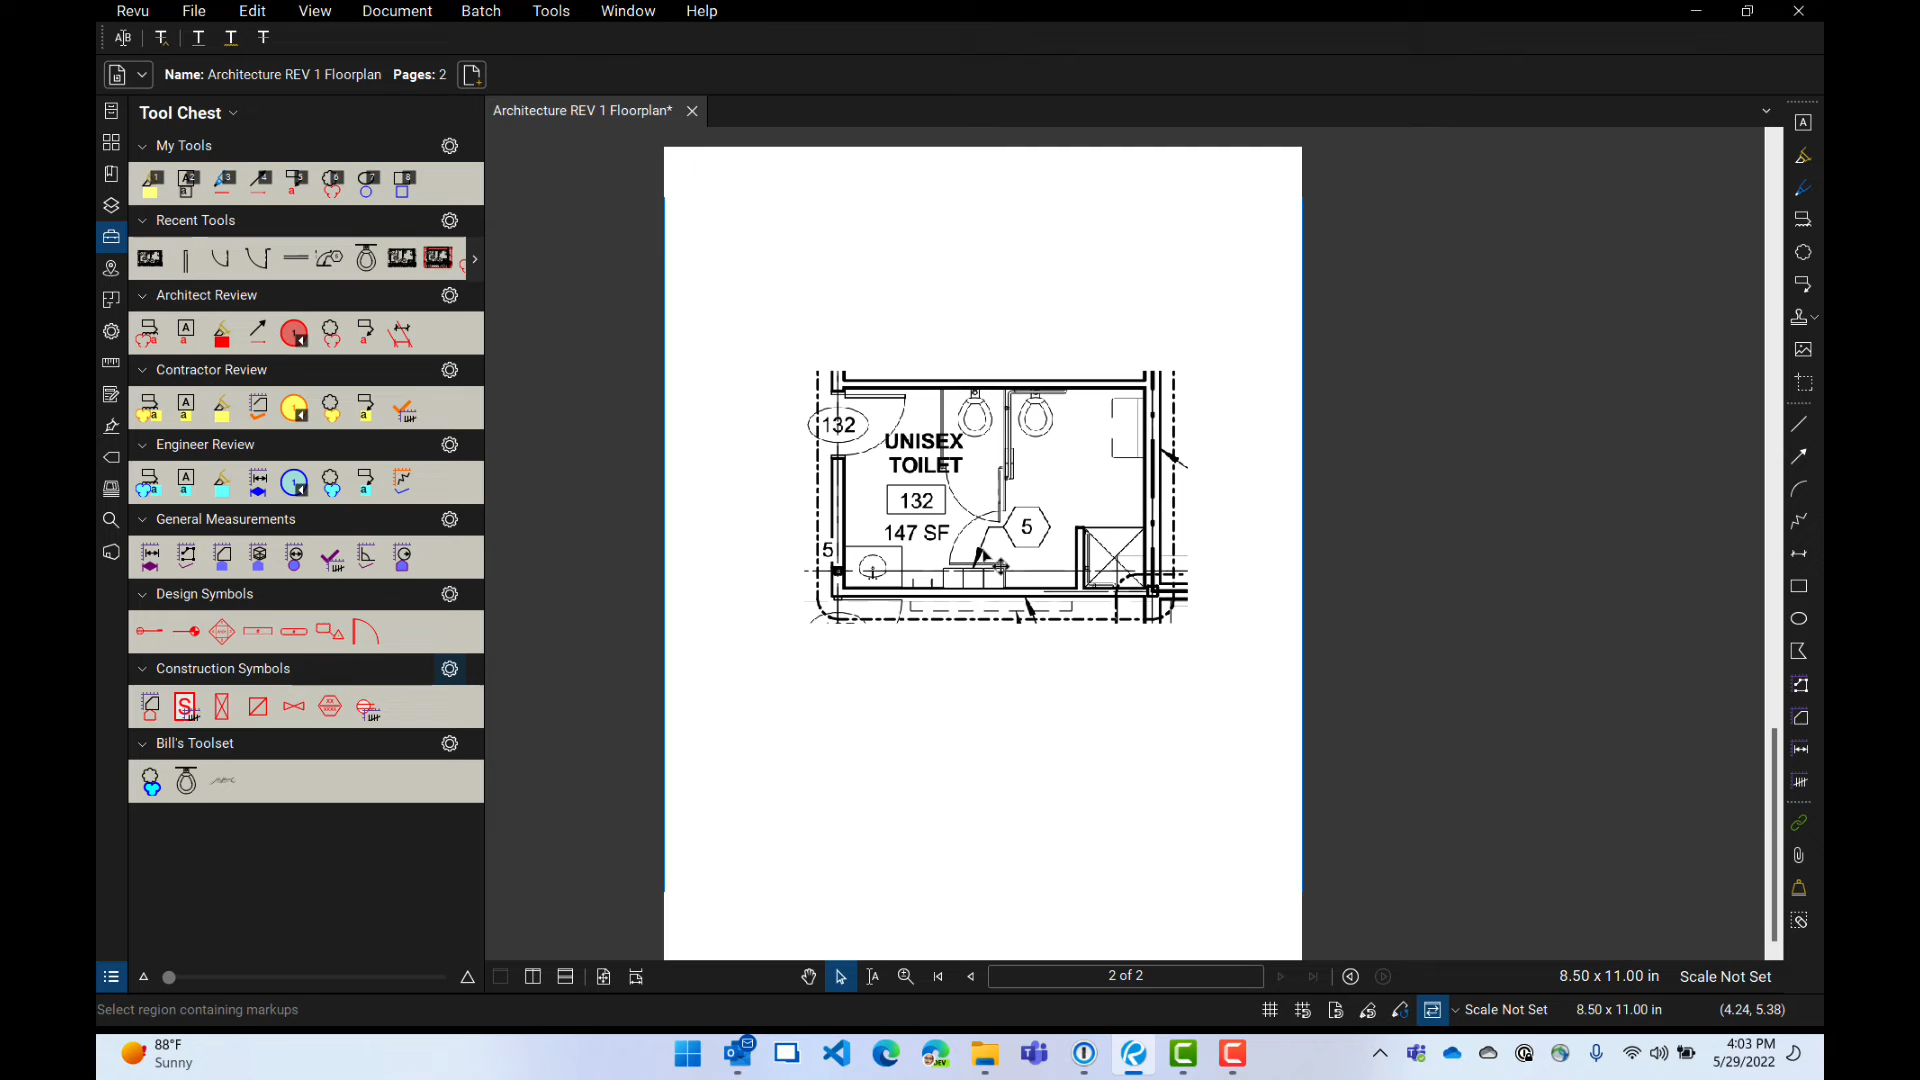 Revu File Edit View Document Batch Tools Window Help
Name: Architecture REV 1 Floorplan Pages: 2
Tool Chest
Architecture REV 1 Floorplan*
My Tools
Recent Tools
Architect Review
Contractor Review
Engineer Review
General Measurements
Design Symbols
Construction Symbols
Bill's Toolset
132
UNISEX
TOILET
132
5
147 SF
5
2 of 2
8.50 x 11.00 in
Scale Not Set
Select region containing markups
Scale Not Set
8.50 x 11.00 in
(4.24, 5.38)
88°F
Sunny
4:03 PM
5/29/2022